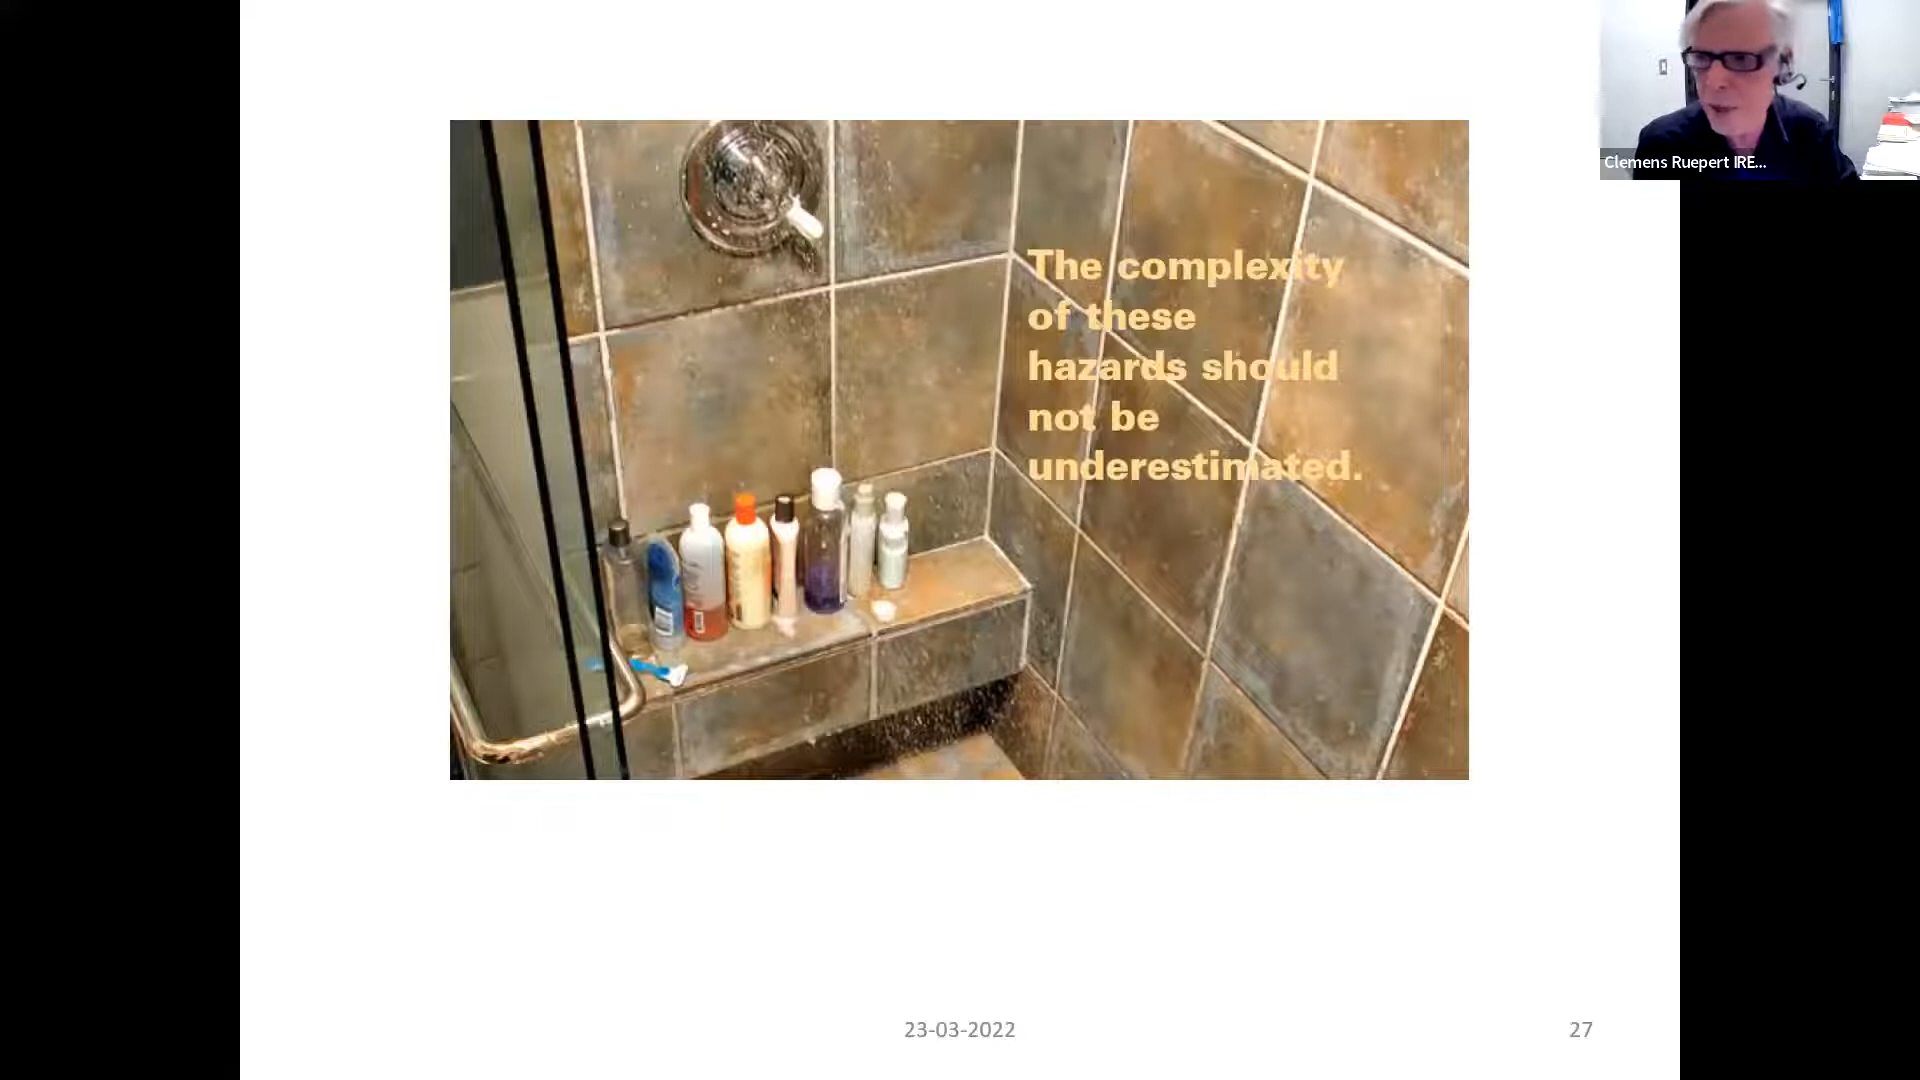 Clemens Ruepert IRE...
The complexity
of these
hazards should
not be
underestimated.
23-03-2022
27